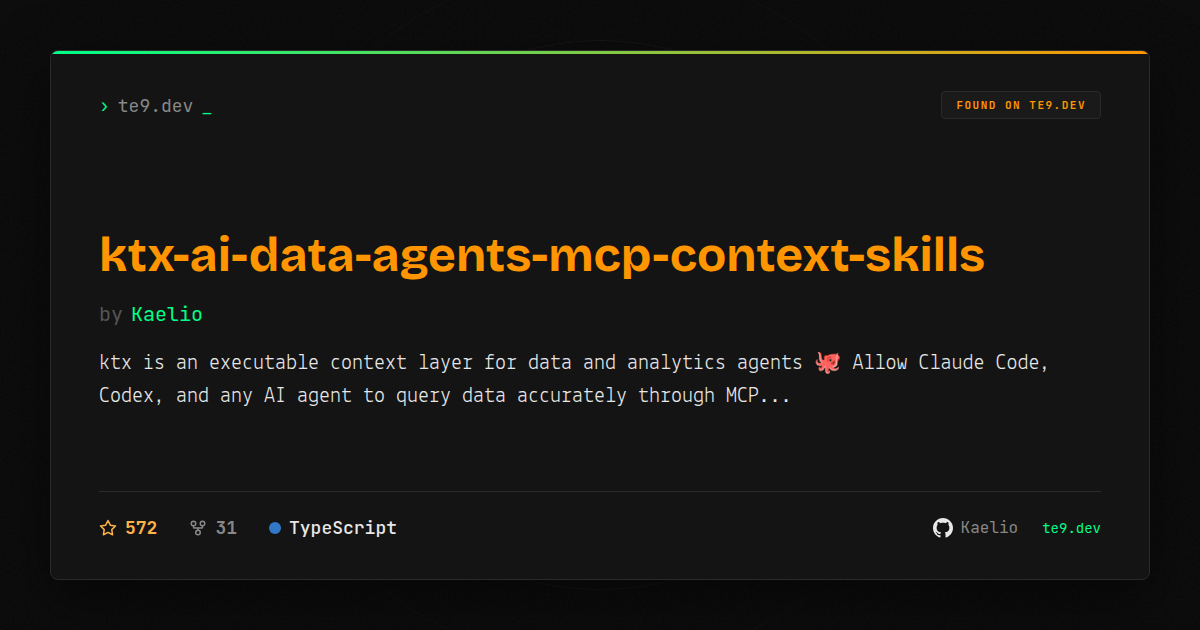 › te9.dev _
FOUND ON TE9.DEV
ktx-ai-data-agents-mcp-context-skills
by Kaelio
ktx is an executable context layer for data and analytics agents 🐙 Allow Claude Code,
Codex, and any AI agent to query data accurately through MCP...
572 31 TypeScript
Kaelio te9.dev